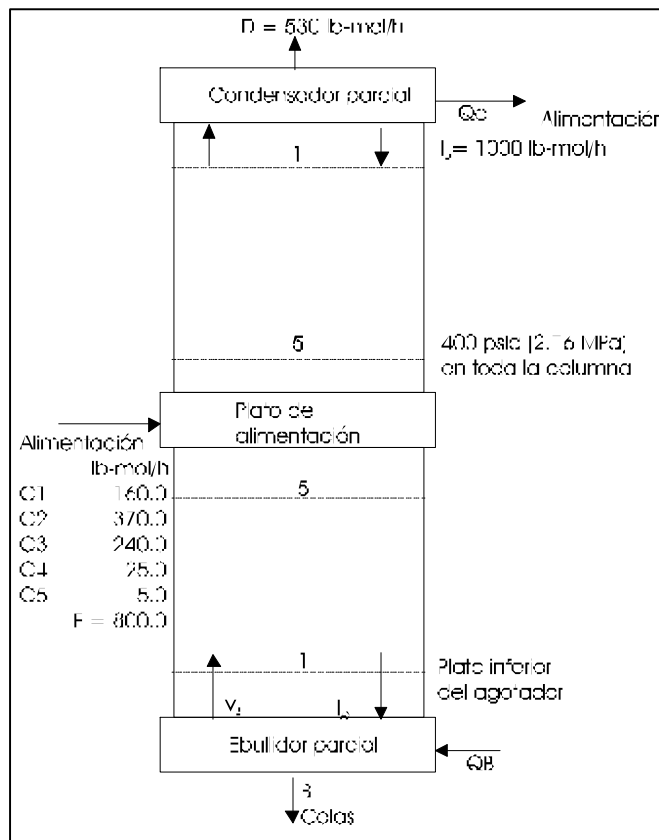 D = 530 lb-mol/h
Condensador parcial
QC
Alimentación
L = 1000 lb-mol/h
1
5
400 psia (2.76 MPa)
en toda la columna
Plato de
alimentación
Alimentación
lb-mol/h
C1 160.0
C2 370.0
C3 240.0
C4 25.0
C5 5.0
F = 800.0
5
1
Plato inferior
del agotador
Ebullidor parcial
QB
B
Colas